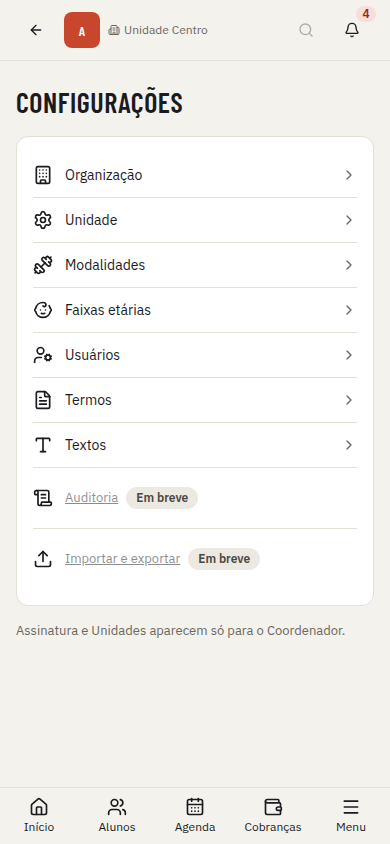 A
Unidade Centro
4
CONFIGURAÇÕES
Organização
Unidade
Modalidades
Faixas etárias
Usuários
Termos
Textos
Auditoria Em breve
Importar e exportar Em breve
Assinatura e Unidades aparecem só para o Coordenador.
Início Alunos Agenda Cobranças Menu